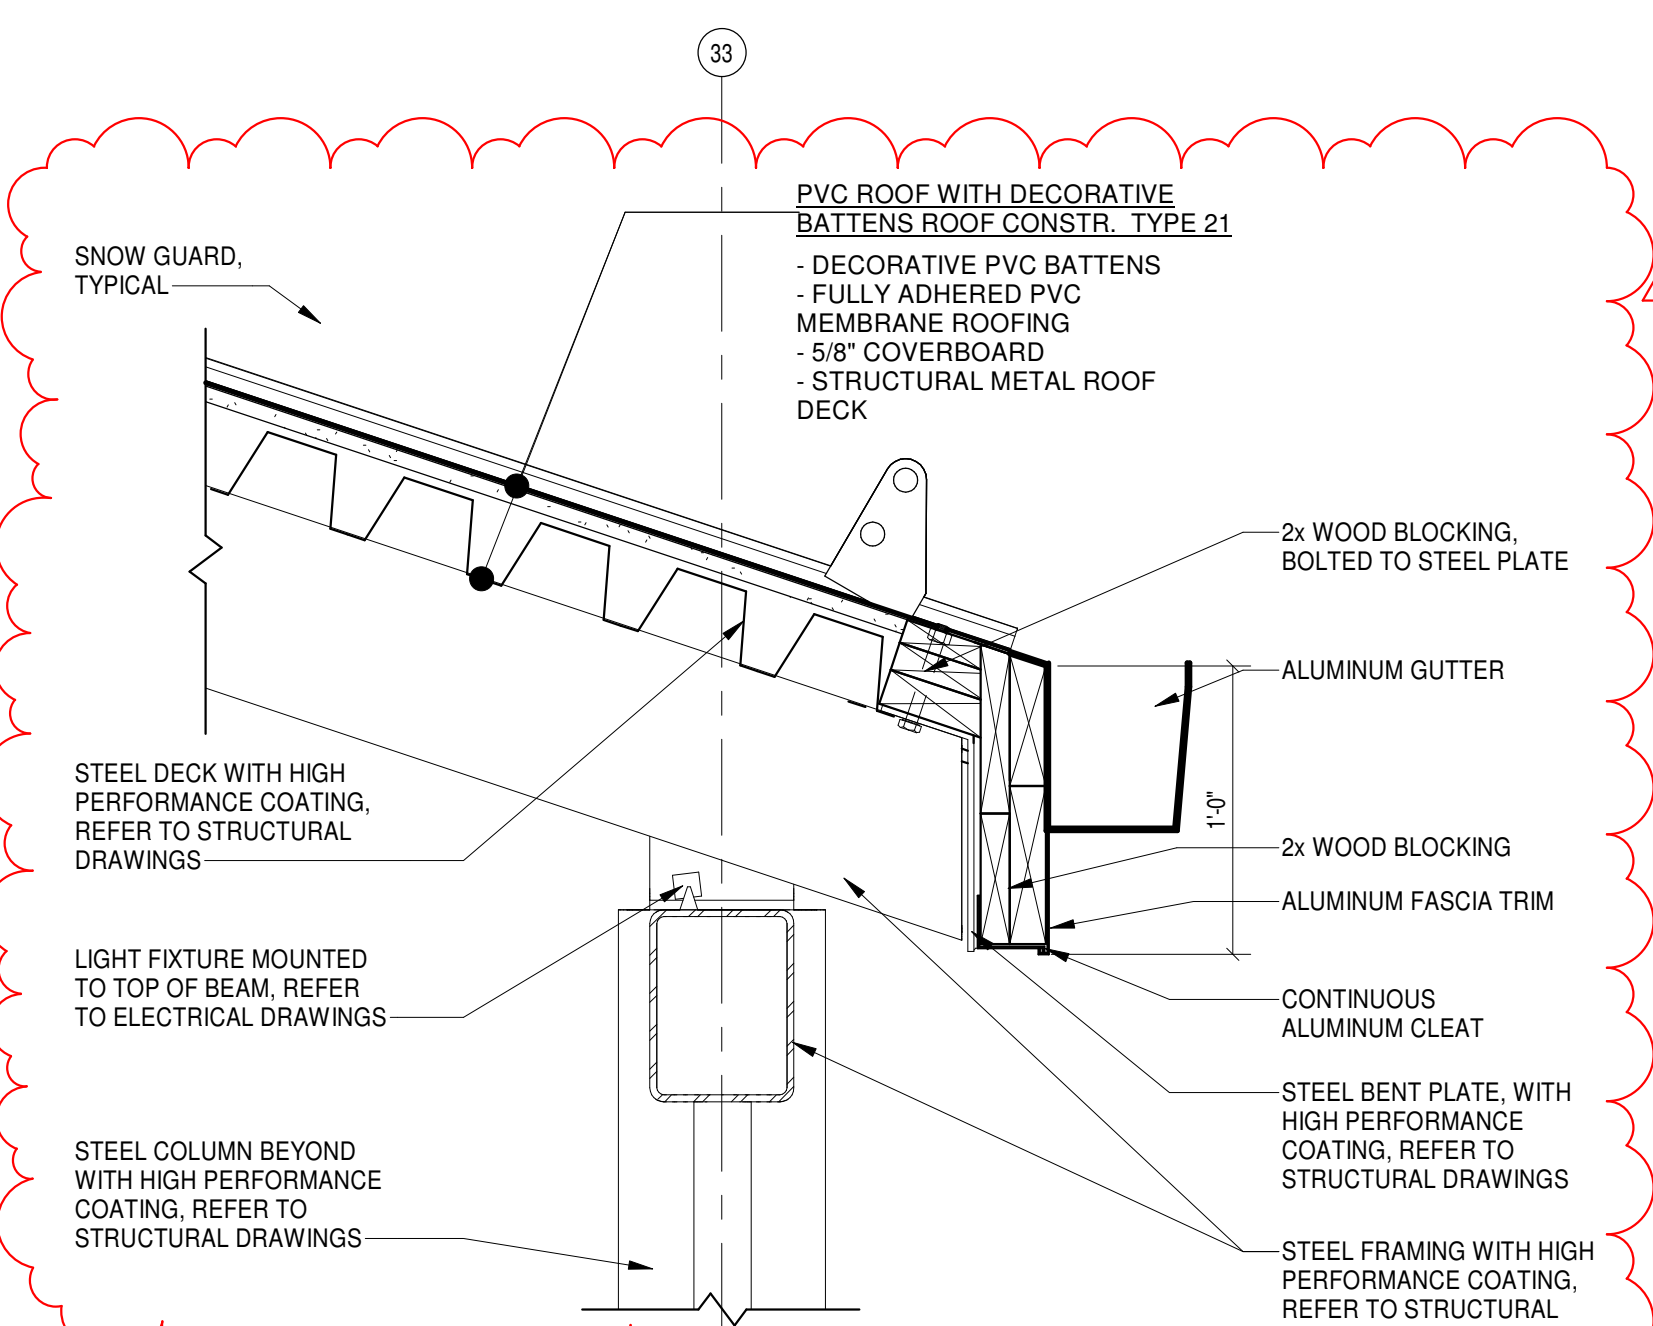 33
PVC ROOF WITH DECORATIVE
BATTENS ROOF CONSTR. TYPE 21
- DECORATIVE PVC BATTENS
- FULLY ADHERED PVC
MEMBRANE ROOFING
- 5/8" COVERBOARD
- STRUCTURAL METAL ROOF
DECK
SNOW GUARD,
TYPICAL
STEEL DECK WITH HIGH
PERFORMANCE COATING,
REFER TO STRUCTURAL
DRAWINGS
LIGHT FIXTURE MOUNTED
TO TOP OF BEAM, REFER
TO ELECTRICAL DRAWINGS
STEEL COLUMN BEYOND
WITH HIGH PERFORMANCE
COATING, REFER TO
STRUCTURAL DRAWINGS
2x WOOD BLOCKING,
BOLTED TO STEEL PLATE
ALUMINUM GUTTER
1'-0"
2x WOOD BLOCKING
ALUMINUM FASCIA TRIM
CONTINUOUS
ALUMINUM CLEAT
STEEL BENT PLATE, WITH
HIGH PERFORMANCE
COATING, REFER TO
STRUCTURAL DRAWINGS
STEEL FRAMING WITH HIGH
PERFORMANCE COATING,
REFER TO STRUCTURAL